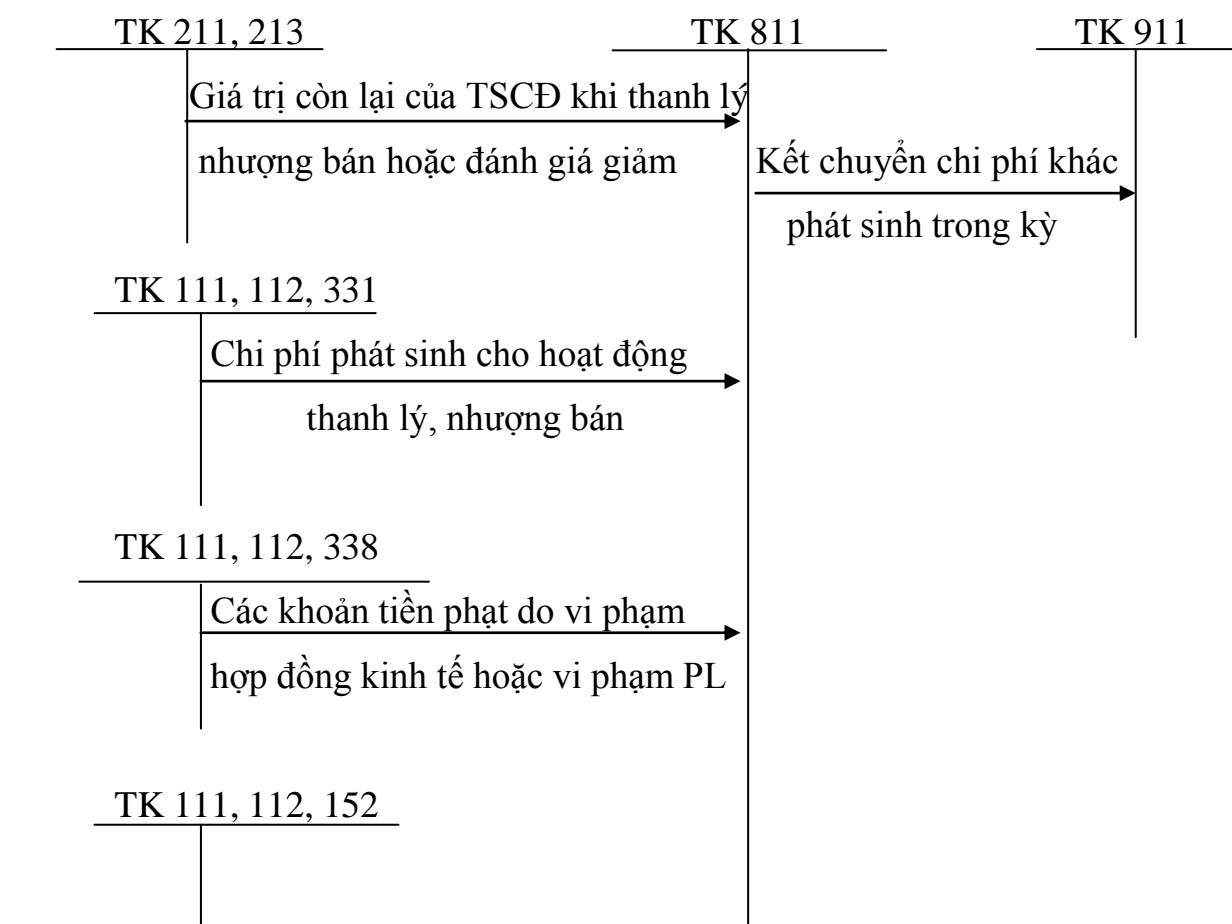 TK 211, 213
TK 811
TK 911
Giá trị còn lại của TSCĐ khi thanh lý
nhượng bán hoặc đánh giá giảm
Kết chuyển chi phí khác
phát sinh trong kỳ
TK 111, 112, 331
Chi phí phát sinh cho hoạt động
thanh lý, nhượng bán
TK 111, 112, 338
Các khoản tiền phạt do vi phạm
hợp đồng kinh tế hoặc vi phạm PL
TK 111, 112, 152